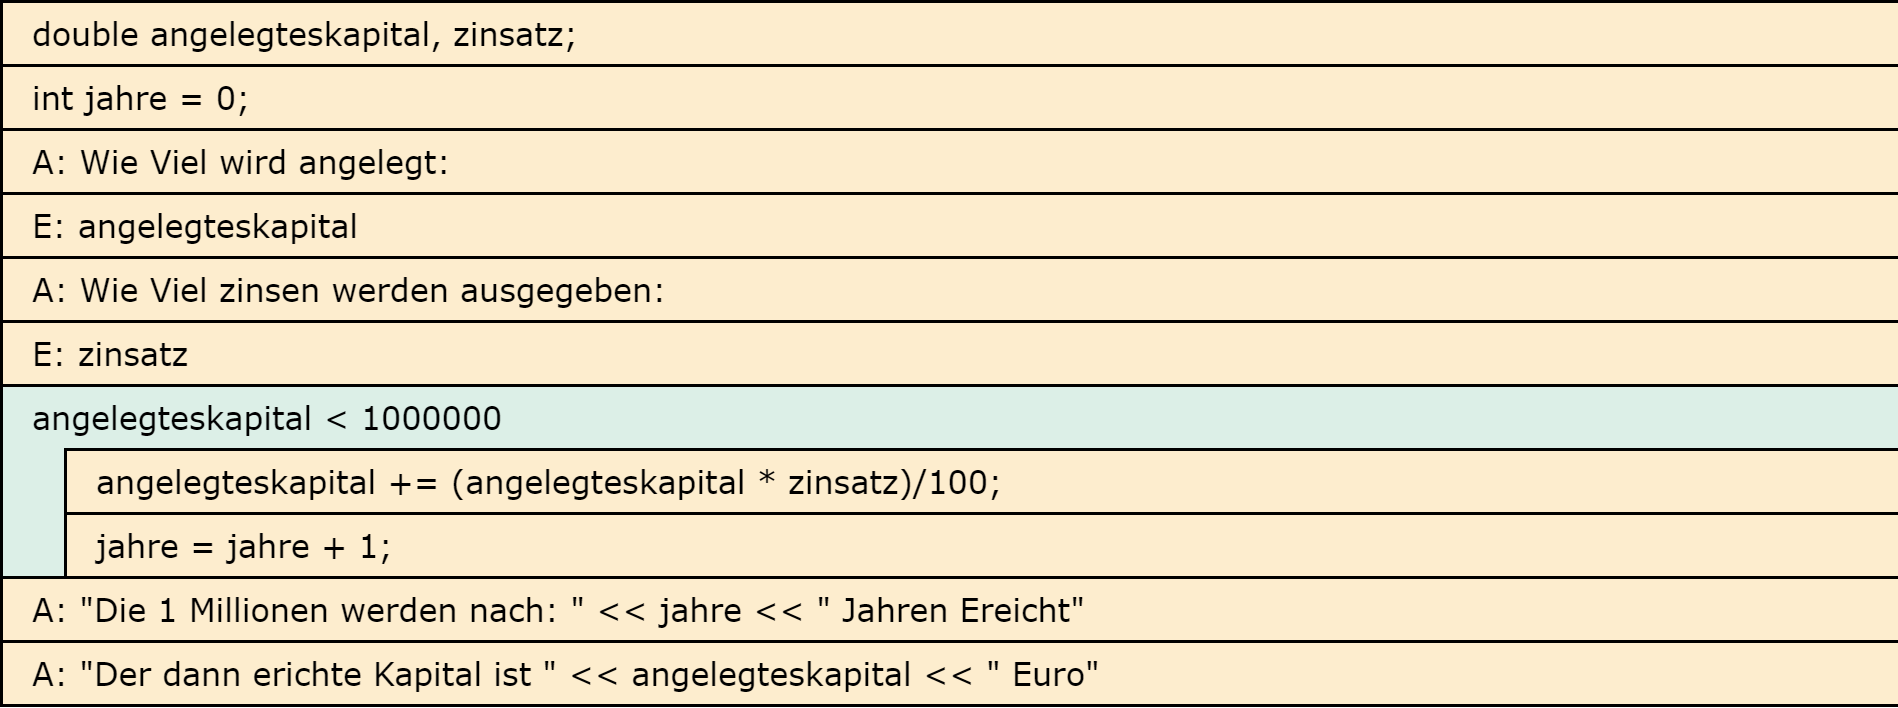 double angelegteskapital, zinsatz;
int jahre = 0;
A: Wie Viel wird angelegt:
E: angelegteskapital
A: Wie Viel zinsen werden ausgegeben:
E: zinsatz
angelegteskapital < 1000000
angelegteskapital += (angelegteskapital * zinsatz)/100;
jahre = jahre + 1;
A: "Die 1 Millionen werden nach: " << jahre << " Jahren Ereicht"
A: "Der dann erichte Kapital ist " << angelegteskapital << " Euro"